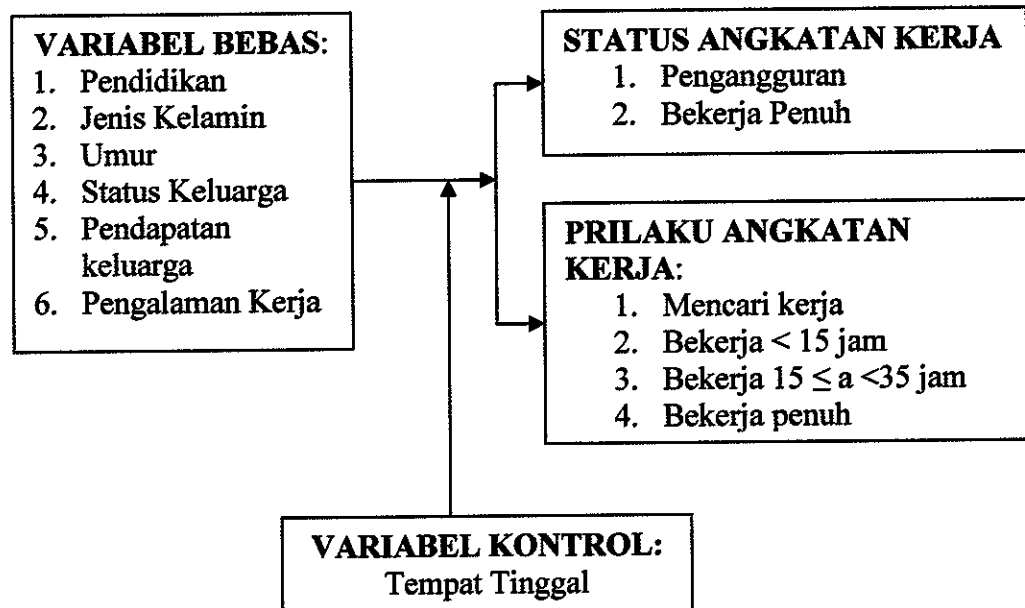 VARIABEL BEBAS:
1. Pendidikan
2. Jenis Kelamin
3. Umur
4. Status Keluarga
5. Pendapatan
keluarga
6. Pengalaman Kerja
STATUS ANGKATAN KERJA
1. Pengangguran
2. Bekerja Penuh
PRILAKU ANGKATAN
KERJA:
1. Mencari kerja
2. Bekerja < 15 jam
3. Bekerja 15 ≤ a <35 jam
4. Bekerja penuh
VARIABEL KONTROL:
Tempat Tinggal